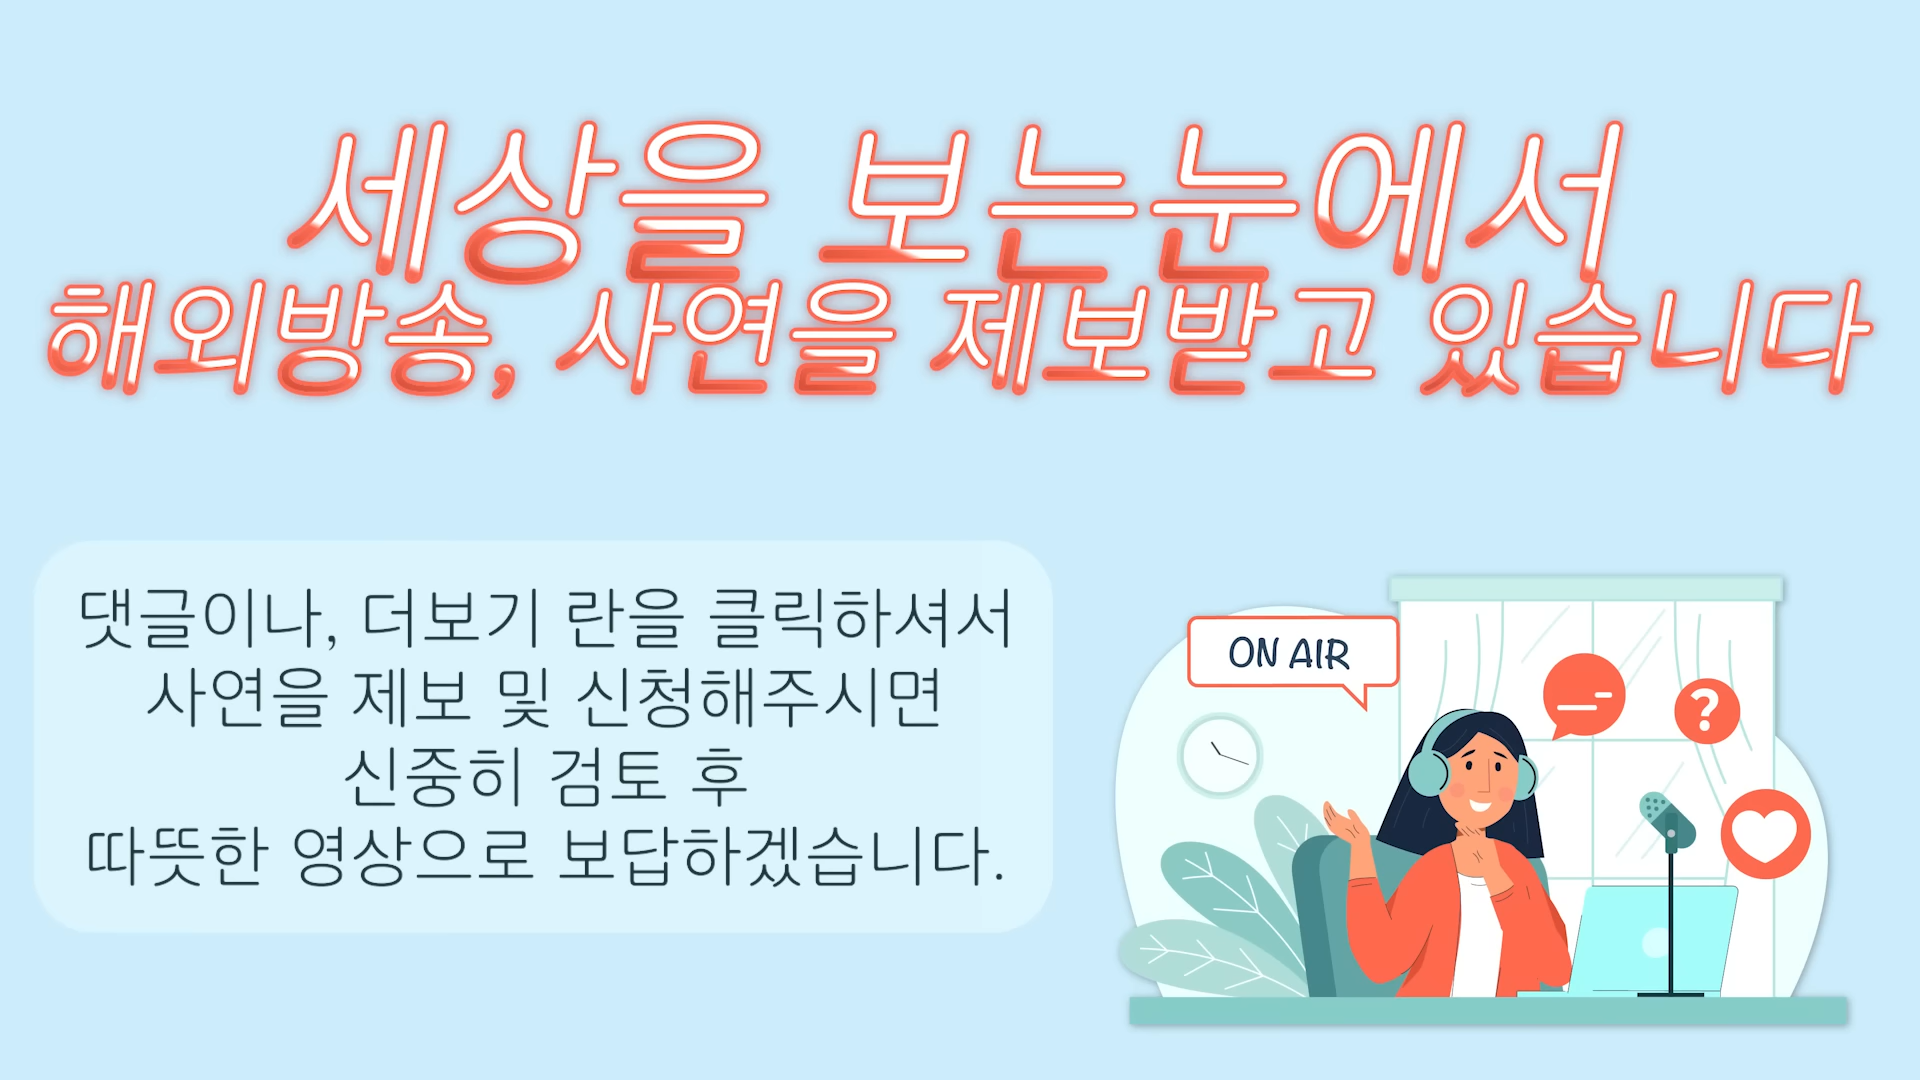 세상을 보는눈에서
해외방송, 사연을 제보받고 있습니다
댓글이나, 더보기 란을 클릭하셔서
사연을 제보 및 신청해주시면
신중히 검토 후
따뜻한 영상으로 보답하겠습니다.
ON AIR
?